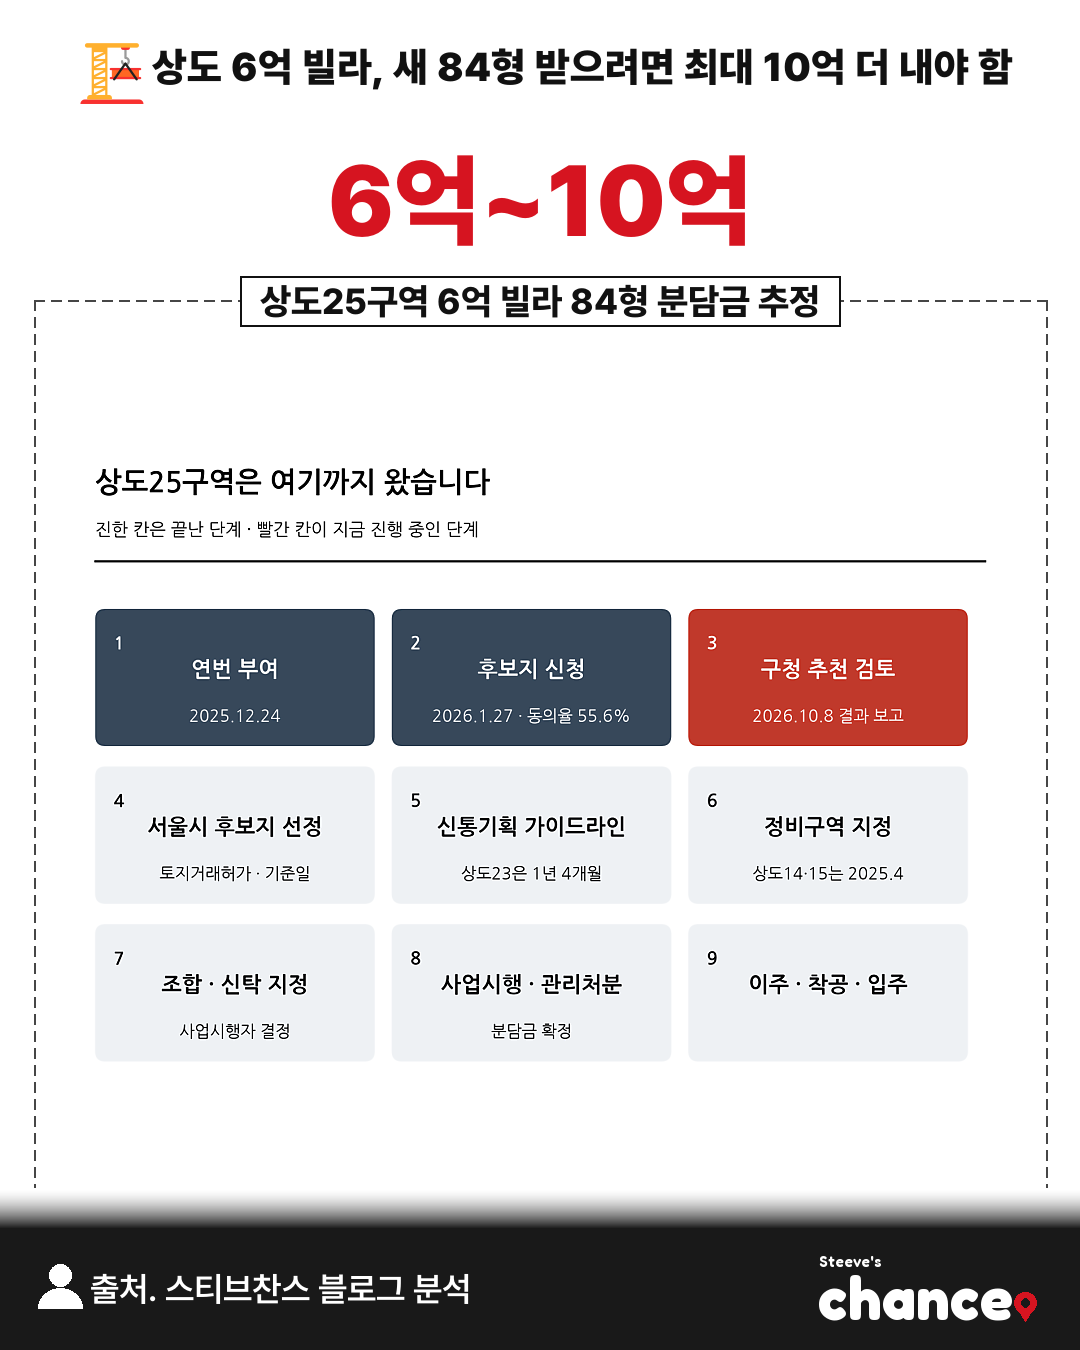 상도 6억 빌라, 새 84형 받으려면 최대 10억 더 내야 함
6억~10억
상도25구역 6억 빌라 84형 분담금 추정
상도25구역은 여기까지 왔습니다
진한 칸은 끝난 단계 · 빨간 칸이 지금 진행 중인 단계
1
연번 부여
2025.12.24
2
후보지 신청
2026.1.27 · 동의율 55.6%
3
구청 추천 검토
2026.10.8 결과 보고
4
서울시 후보지 선정
토지거래허가 · 기준일
5
신통기획 가이드라인
상도23은 1년 4개월
6
정비구역 지정
상도14·15는 2025.4
7
조합 · 신탁 지정
사업시행자 결정
8
사업시행 · 관리처분
분담금 확정
9
이주 · 착공 · 입주
출처. 스티브찬스 블로그 분석
Steeve's
chance